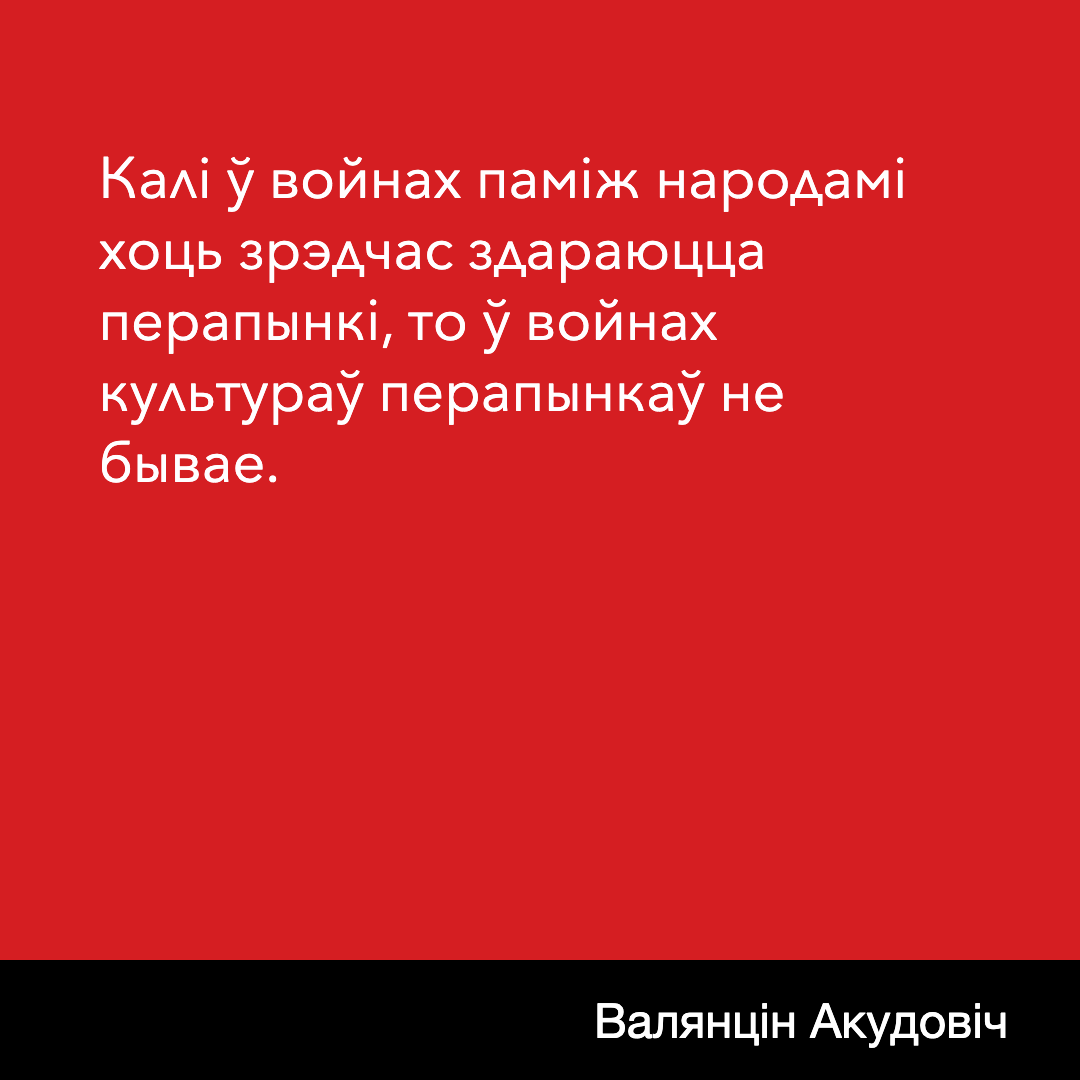 Калі ў войнах паміж народамі
хоць зрэдчас здараюцца
перапынкі, то ў войнах
культураў перапынкаў не
бывае.
Валянцін Акудовіч